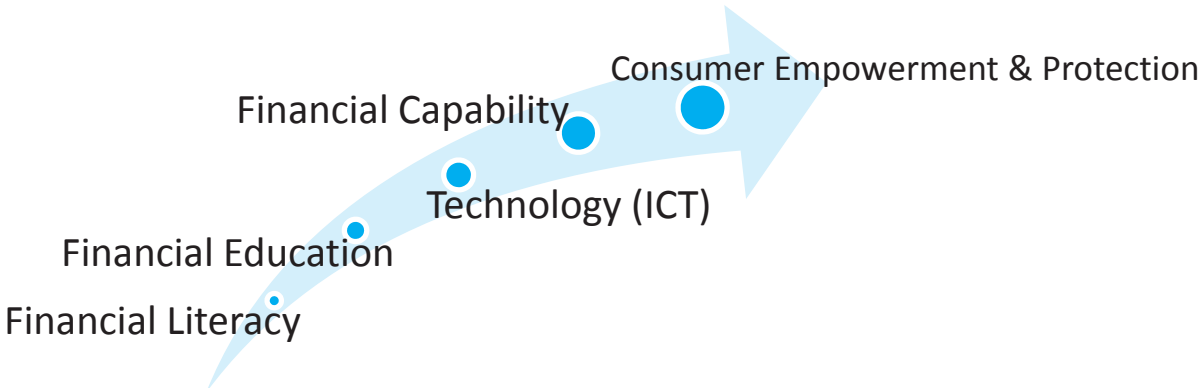 Consumer Empowerment & Protection
Financial Capability
Technology (ICT)
Financial Education
Financial Literacy